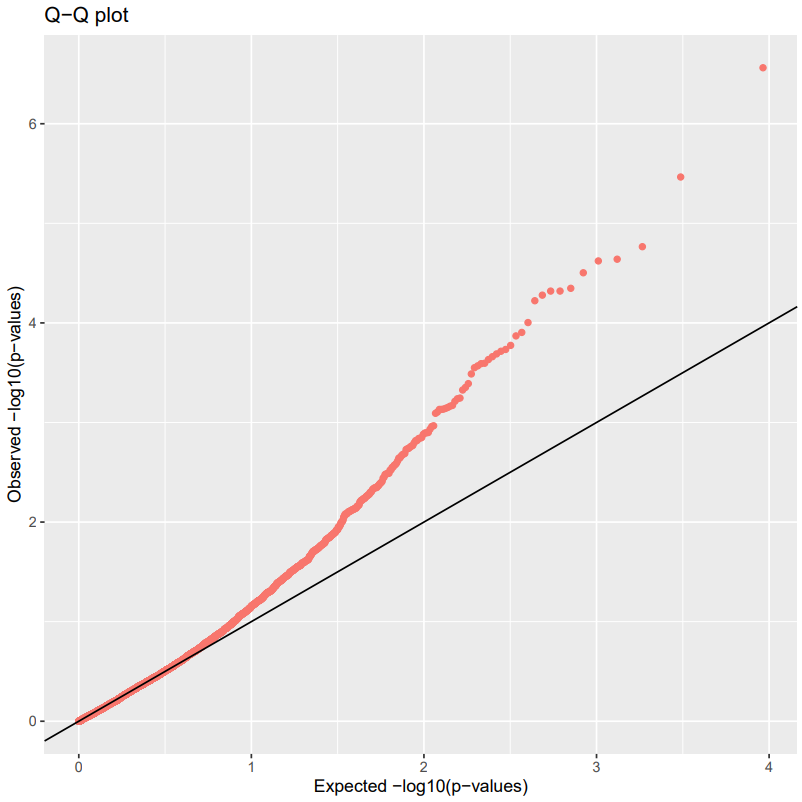 Q−Q plot
Observed −log10(p−values)
6
4
2
0
0 1 2 3 4
Expected −log10(p−values)